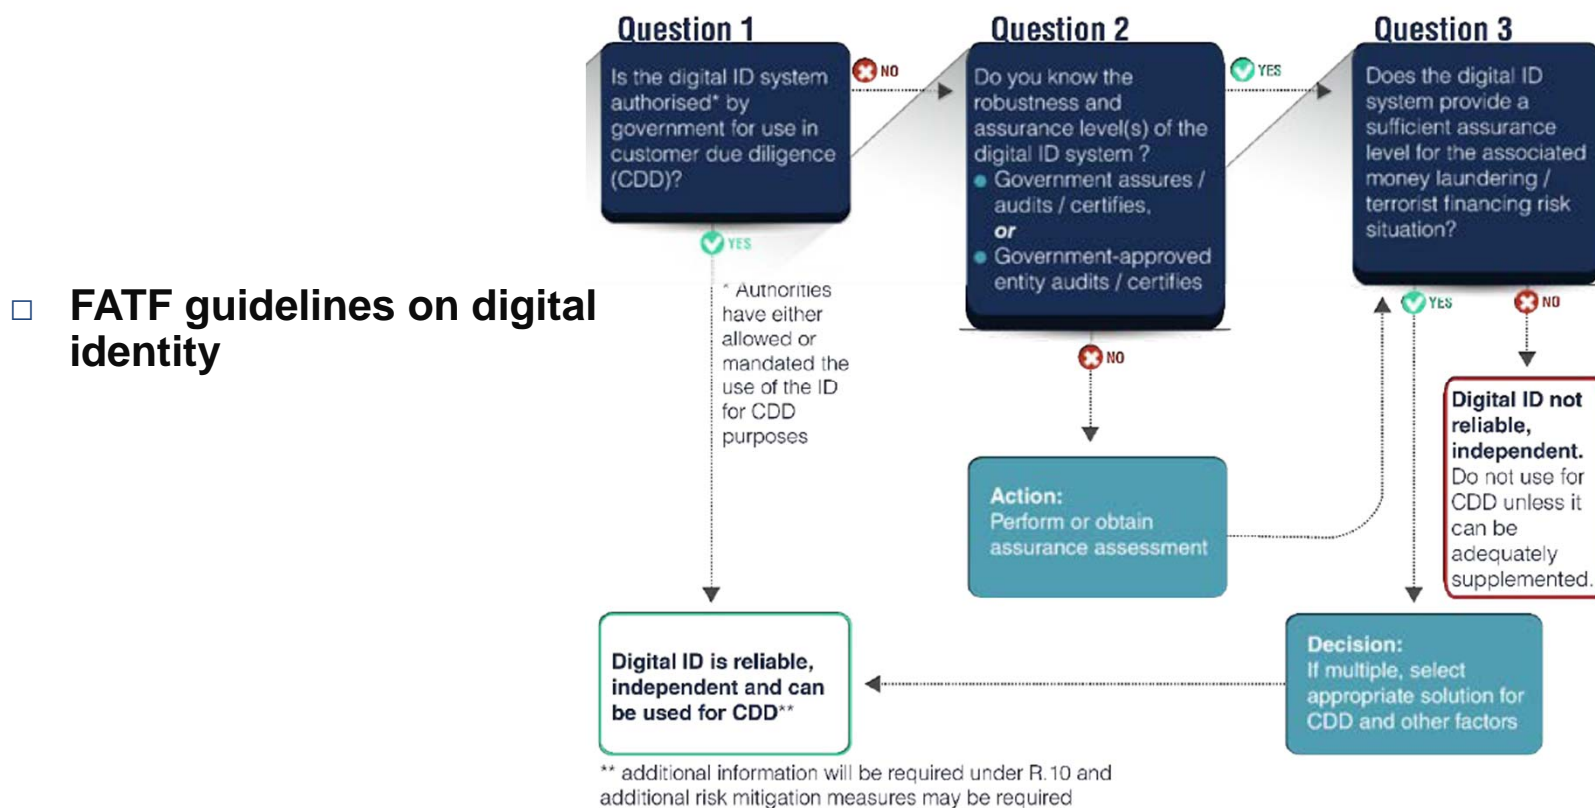 FATF guidelines on digital
identity
Question 1
Is the digital ID system
authorised* by
government for use in
customer due diligence
(CDD)?
NO
YES
* Authorities
have either
allowed or
mandated the
use of the ID
for CDD
purposes
Question 2
Do you know the
robustness and
assurance level(s) of the
digital ID system ?
Government assures /
audits / certifies,
or
Government-approved
entity audits / certifies
YES
NO
Action:
Perform or obtain
assurance assessment
Question 3
Does the digital ID
system provide a
sufficient assurance
level for the associated
money laundering /
terrorist financing risk
situation?
YES
NO
Digital ID not
reliable,
independent.
Do not use for
CDD unless it
can be
adequately
supplemented.
Decision:
If multiple, select
appropriate solution for
CDD and other factors
Digital ID is reliable,
independent and can
be used for CDD**
** additional information will be required under R.10 and
additional risk mitigation measures may be required